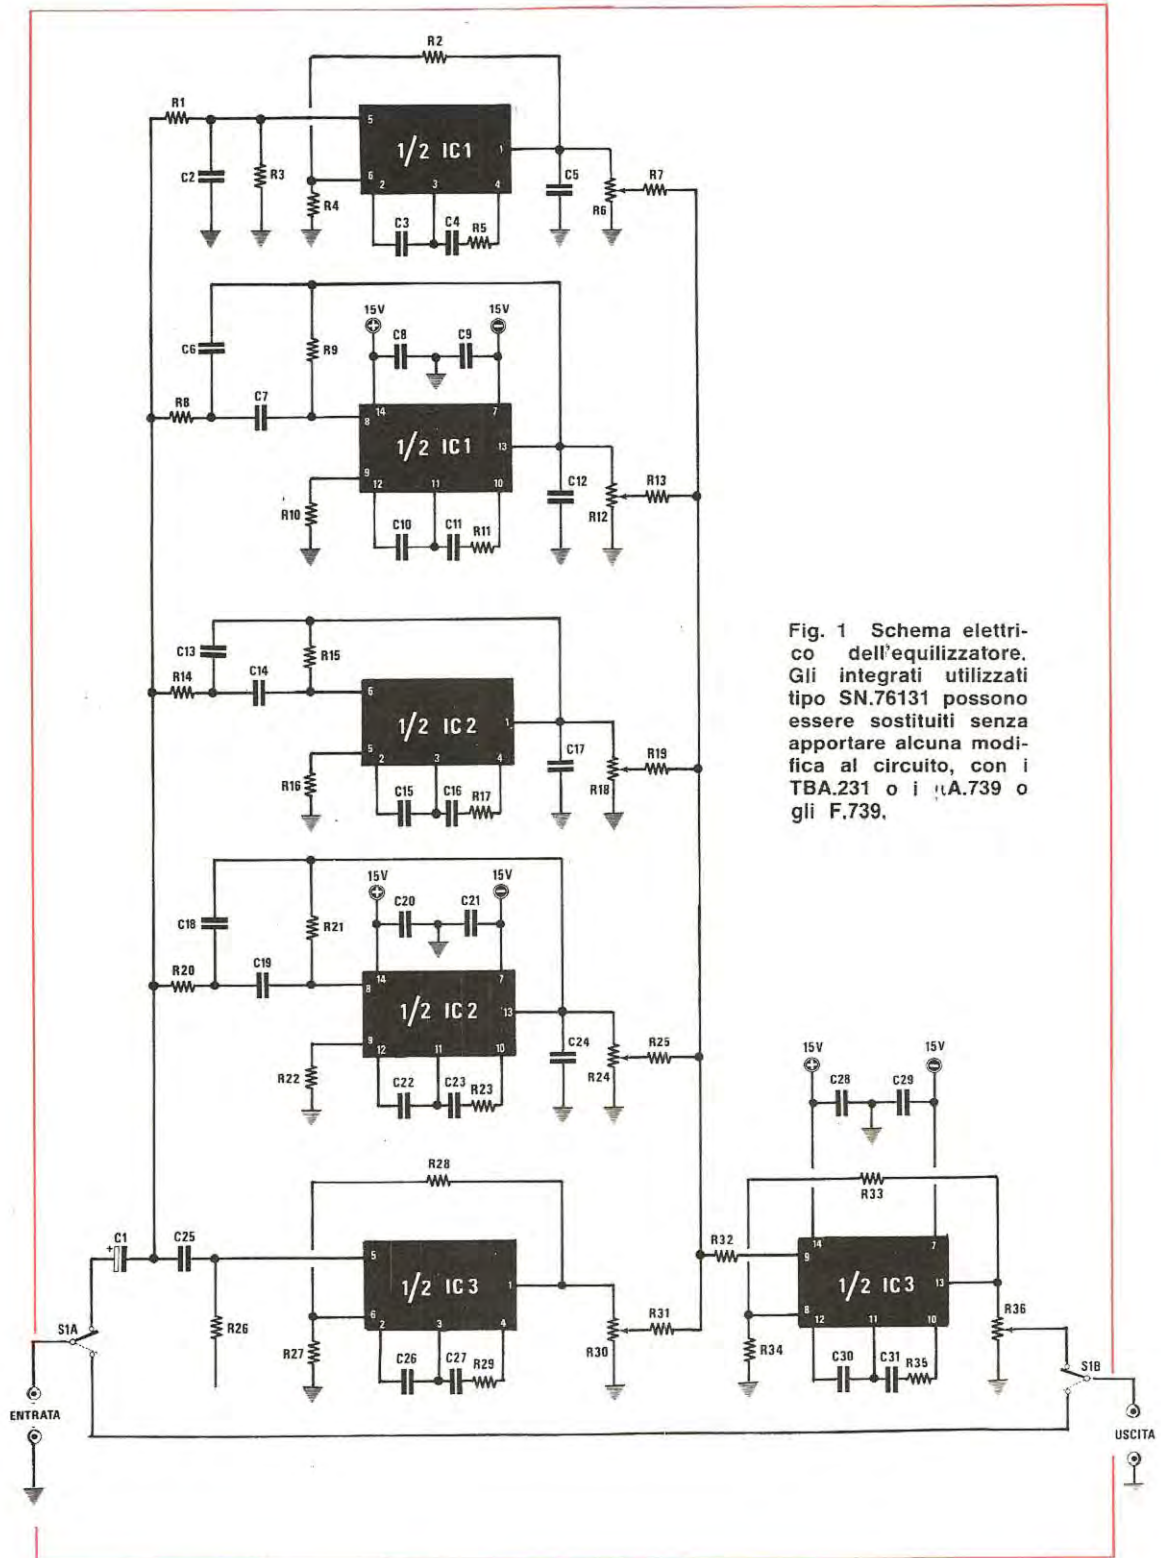 R2
R1
5
1/2 IC1
1
C2
R3
6
2
3
4
C5
R7
R4
C3
C4
R5
R6
15V
15V
C6
R9
C8
C9
R8
C7
14
7
8
1/2 IC1
13
9
12
11
10
C12
R13
R10
C10
C11
R11
R12
C13
R15
R14
C14
6
1/2 IC2
1
5
2
3
4
C17
R19
R16
C15
C16
R17
R18
Fig. 1 Schema elettri-
co dell'equilizzatore.
Gli integrati utilizzati
tipo SN.76131 possono
essere sostituiti senza
apportare alcuna modi-
fica al circuito, con i
TBA.231 o i µA.739 o
gli F.739.
15V
15V
C18
R21
C20
C21
R20
C19
14
7
8
1/2 IC2
13
9
12
11
10
C24
R25
R22
C22
C23
R23
R24
15V
15V
C28
C29
R28
R33
C1
+
C25
5
1/2 IC3
1
R32
14
7
9
1/2 IC3
13
S1A
R26
6
2
3
4
R31
8
12
11
10
R36
R27
C26
C27
R29
R30
R34
C30
C31
R35
S1B
ENTRATA
USCITA